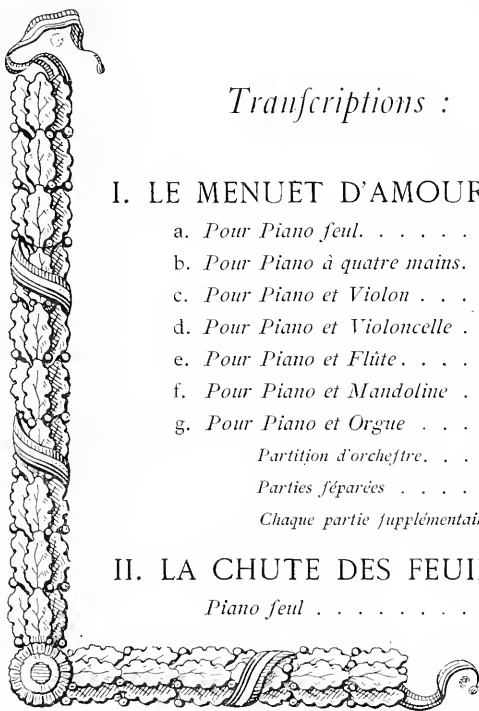 Tranſcriptions :
I. LE MENUET D'AMOUR
a. Pour Piano ſeul. . . . . . .
b. Pour Piano à quatre mains.
c. Pour Piano et Violon . . .
d. Pour Piano et Violoncelle .
e. Pour Piano et Flûte. . . .
f. Pour Piano et Mandoline .
g. Pour Piano et Orgue . . .
Partition d'orcheſtre. . . .
Parties ſéparées . . . .
Chaque partie ſupplémentair
II. LA CHUTE DES FEUIL
Piano ſeul . . . . . . . .